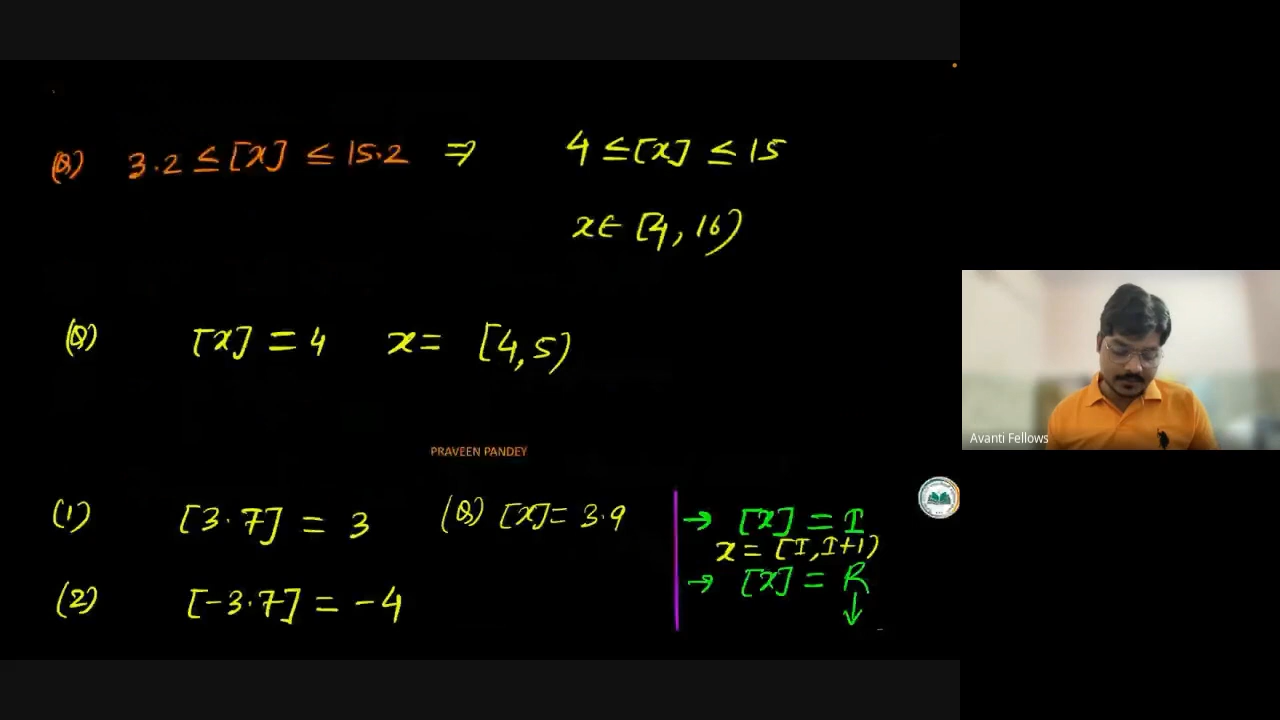 (Q) 3.2 ≤ [x] ≤ 15.2 ⇒ 4 ≤ [x] ≤ 15
x ∈ [4, 16)
(Q) [x] = 4 x = [4, 5)
PRAVEEN PANDEY
(1) [3.7] = 3 (Q) [x] = 3.9
(2) [-3.7] = -4
→ [x] = I
x = [I, I+1)
→ [x] = R
↓
Avanti Fellows